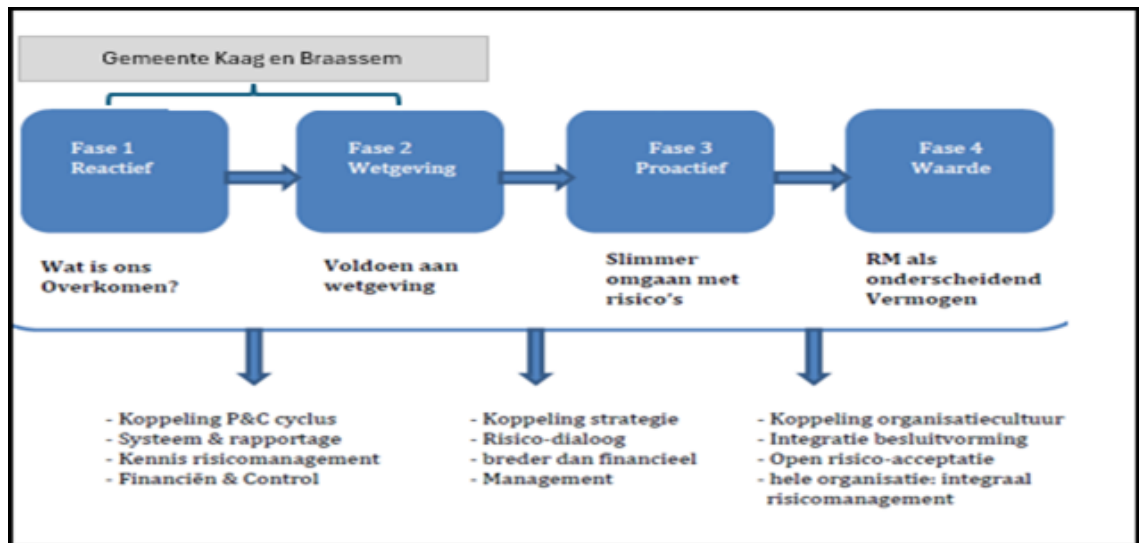 Gemeente Kaag en Braassem
Fase 1
Reactief
Fase 2
Wetgeving
Fase 3
Proactief
Fase 4
Waarde
Wat is ons
Overkomen?
Voldoen aan
wetgeving
Slimmer
omgaan met
risico's
RM als
onderscheidend
Vermogen
- Koppeling P&C cyclus
- Systeem & rapportage
- Kennis risicomanagement
- Financiën & Control
- Koppeling strategie
- Risico-dialoog
- breder dan financieel
- Management
- Koppeling organisatiecultuur
- Integratie besluitvorming
- Open risico-acceptatie
- hele organisatie: integraal
risicomanagement